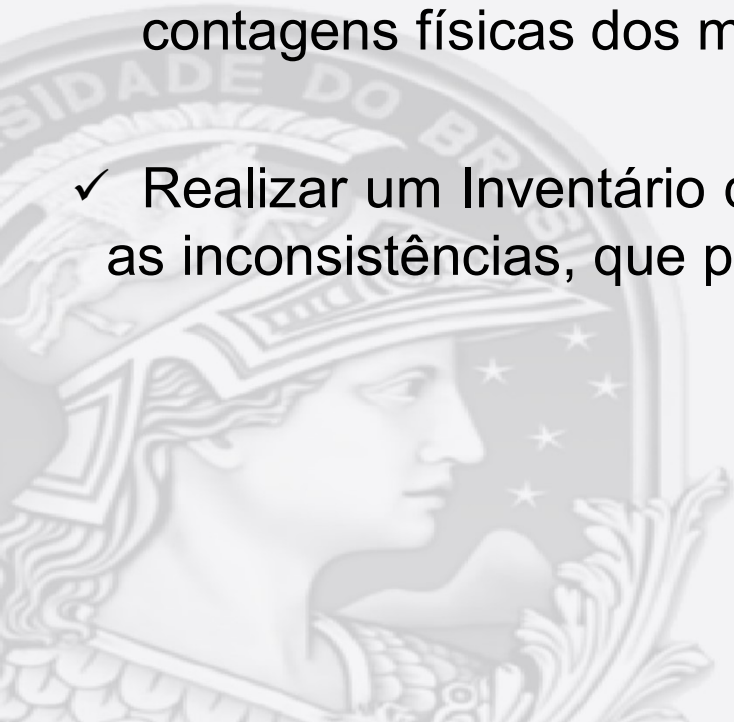 contagens físicas dos
SIDADE DO BR
✓ Realizar um Inventário
as inconsistências, que